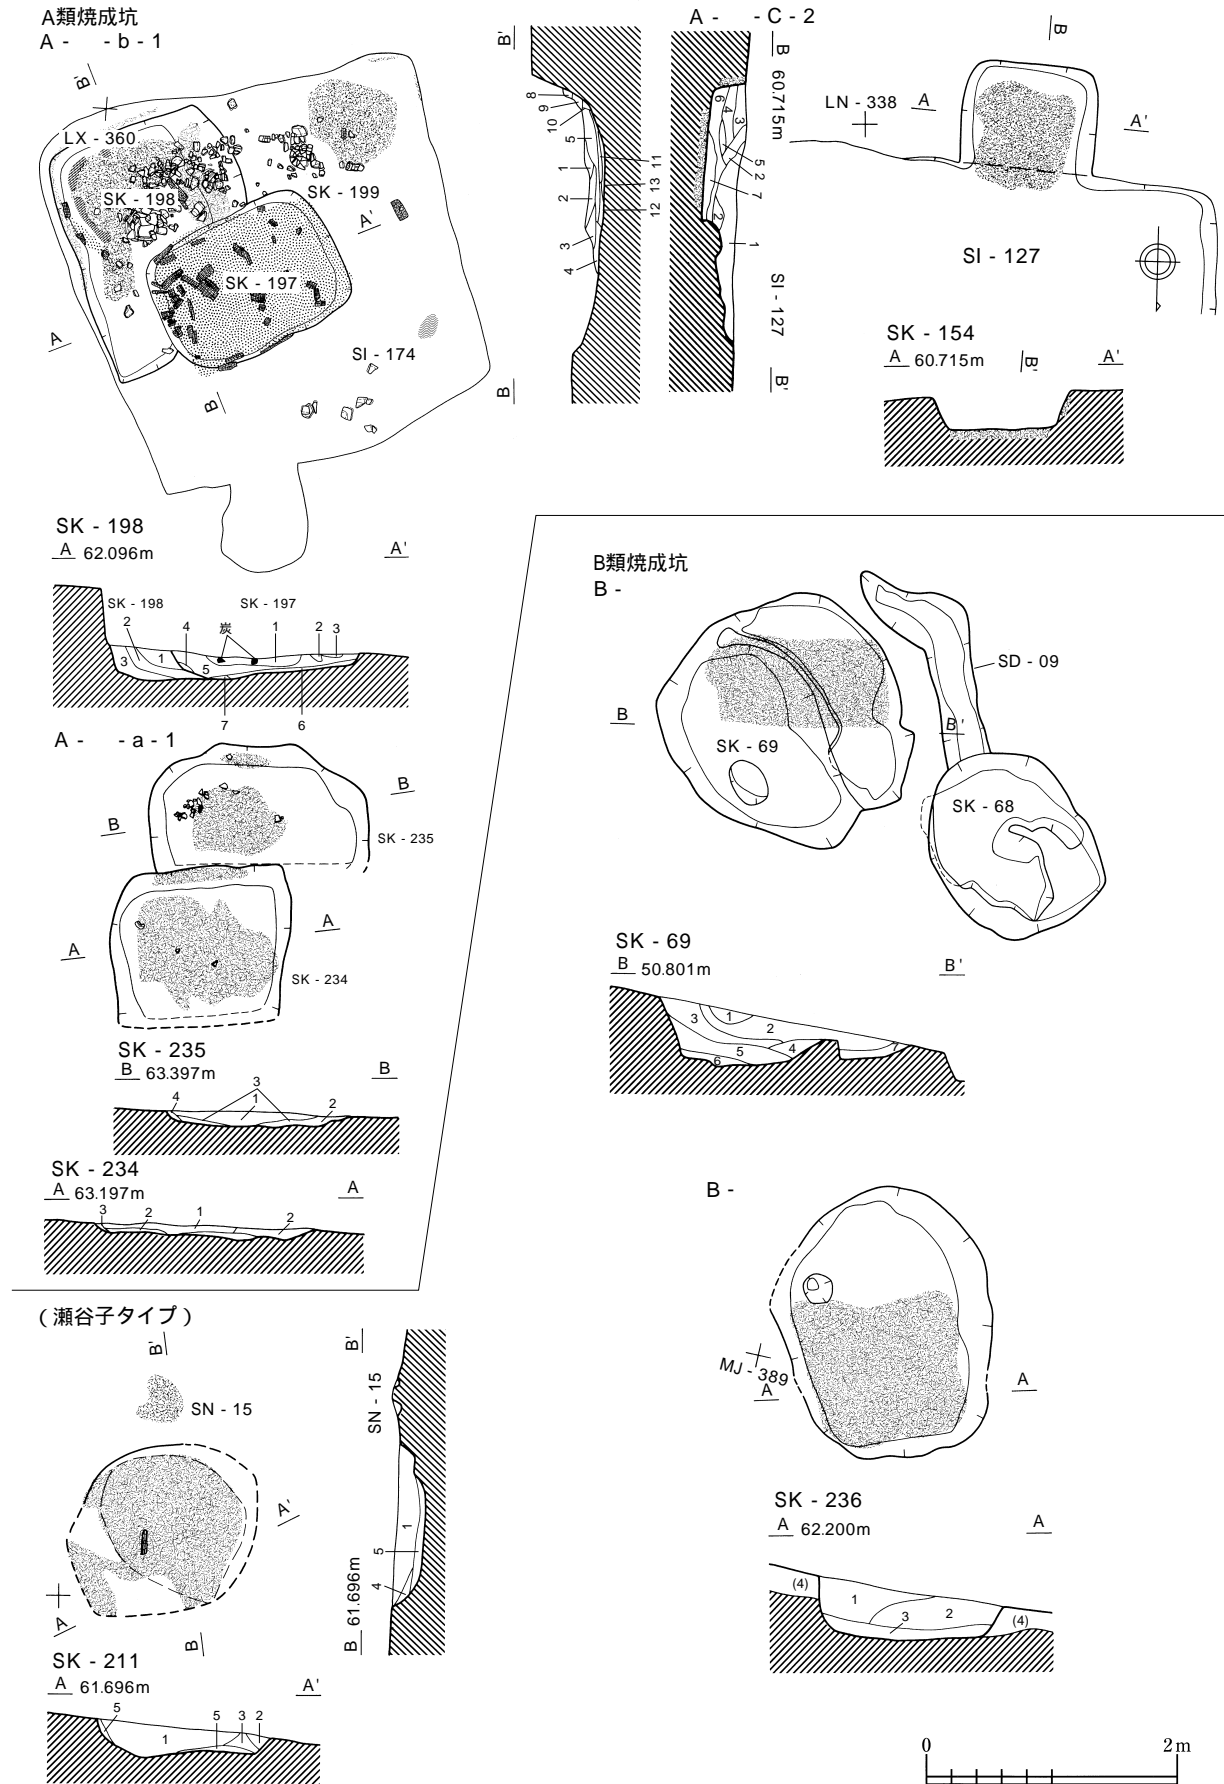 A類焼成坑
A - - b - 1
B'
LX - 360
SK - 198
SK - 199
A'
SK - 197
A
SI - 174
B
B'
8
9
10
5
1
2
3
4
11
13
12
B
A - - C - 2
B
60.715m
6
4
3
5
2
7
2
1
SI - 127
B'
B
LN - 338
A
A'
SI - 127
SK - 154
A 60.715m
B'
A'
SK - 198
A 62.096m
A'
SK - 198
SK - 197
2
4
炭
1
2
3
3
1
5
7
6
A - - a - 1
B
B
SK - 235
A
A
SK - 234
SK - 235
B 63.397m
B
3
4
1
2
SK - 234
A 63.197m
A
3
2
1
2
B類焼成坑
B -
SD - 09
B
B'
SK - 69
SK - 68
SK - 69
B 50.801m
B'
3
1
2
5
4
6
7
B -
MJ - 389
A
A
SK - 236
A 62.200m
A
(4)
1
3
2
(4)
(瀬谷子タイプ)
B'
SN - 15
A'
A
B
B'
SN - 15
1
5
4
61.696m
B
SK - 211
A 61.696m
A'
5
1
5
3
2
0
2m